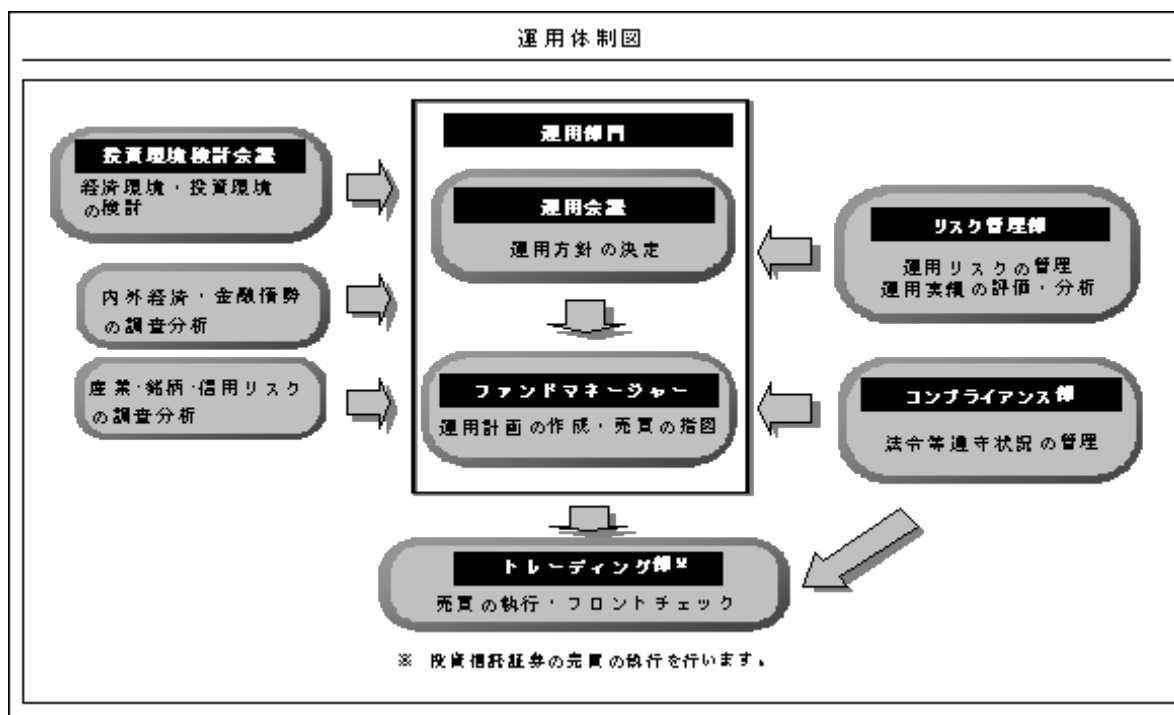 運用体制図
投資環境検討会議
経済環境・投資環境
の検討
内外経済・金融情勢
の調査分析
産業・銘柄・信用リスク
の調査分析
運用部門
運用会議
運用方針の決定
ファンドマネージャー
運用計画の作成・売買の指図
リスク管理部
運用リスクの管理
運用実績の評価・分析
コンプライアンス部
法令等遵守状況の管理
トレーディング部※
売買の執行・フロントチェック
※ 投資信託証券の売買の執行を行います。